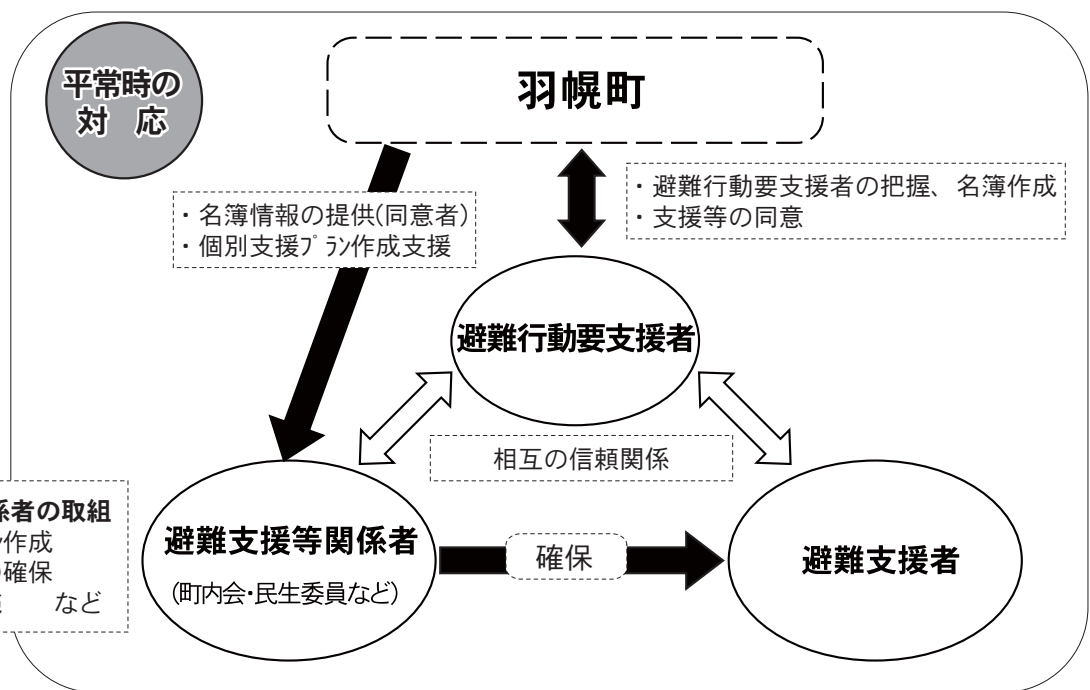 平常時の
対　応
羽幌町
・避難行動要支援者の把握、名簿作成
・支援等の同意
・名簿情報の提供(同意者)
・個別支援プラン作成支援
避難行動要支援者
相互の信頼関係
係者の取組
作成
確保
など
避難支援等関係者
(町内会・民生委員など)
確保
避難支援者